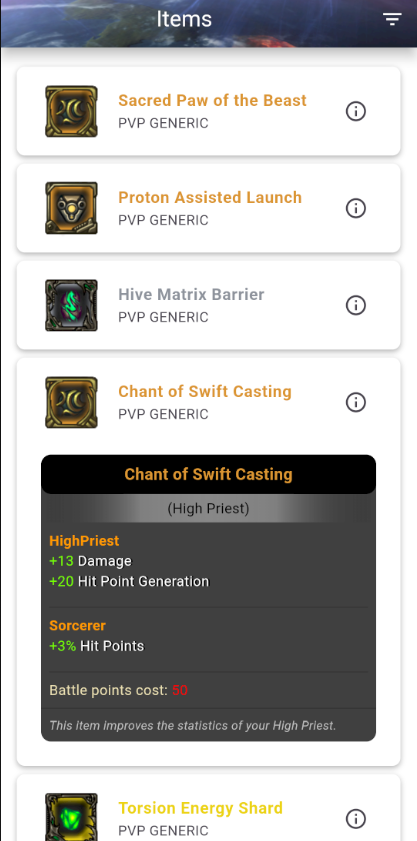 Items
Sacred Paw of the Beast
PVP GENERIC
Proton Assisted Launch
PVP GENERIC
Hive Matrix Barrier
PVP GENERIC
Chant of Swift Casting
PVP GENERIC
Chant of Swift Casting
(High Priest)
HighPriest
+13 Damage
+20 Hit Point Generation
Sorcerer
+3% Hit Points
Battle points cost: 50
This item improves the statistics of your High Priest.
Torsion Energy Shard
PVP GENERIC